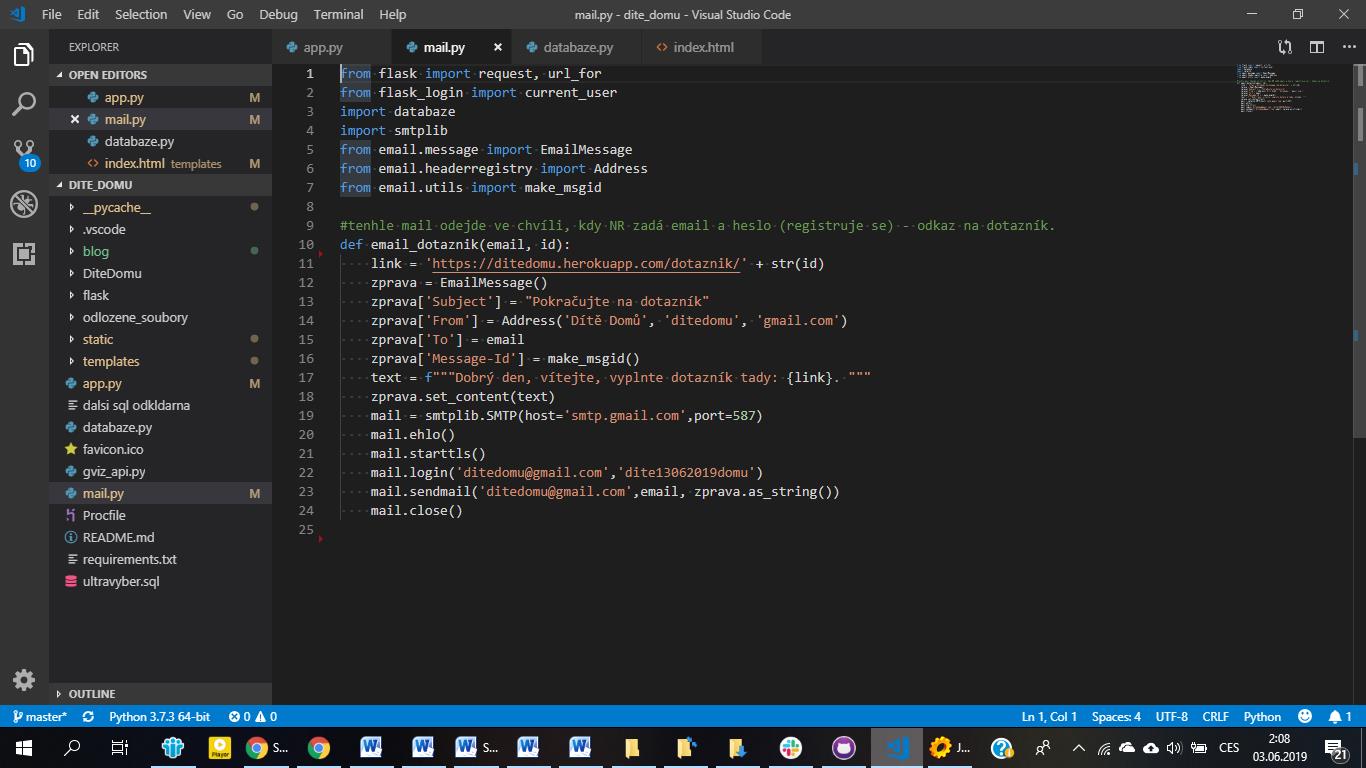 File Edit Selection View Go Debug Terminal Help mail.py - dite_domu - Visual Studio Code
EXPLORER
OPEN EDITORS
app.py M
mail.py M
databaze.py
index.html templates M
DITE_DOMU
__pycache__
.vscode
blog
DiteDomu
flask
odlozene_soubory
static
templates
app.py M
dalsi sql odkldarna
databaze.py
favicon.ico
gviz_api.py
mail.py M
Procfile
README.md
requirements.txt
ultravyber.sql
OUTLINE
10
app.py mail.py databaze.py index.html
1 from flask import request, url_for
2 from flask_login import current_user
3 import databaze
4 import smtplib
5 from email.message import EmailMessage
6 from email.headerregistry import Address
7 from email.utils import make_msgid
8
9 #tenhle mail odejde ve chvíli, kdy NR zadá email a heslo (registruje se) - odkaz na dotazník.
10 def email_dotaznik(email, id):
11 link = 'https://ditedomu.herokuapp.com/dotaznik/' + str(id)
12 zprava = EmailMessage()
13 zprava['Subject'] = "Pokračujte na dotazník"
14 zprava['From'] = Address('Dítě Domů', 'ditedomu', 'gmail.com')
15 zprava['To'] = email
16 zprava['Message-Id'] = make_msgid()
17 text = f"""Dobrý den, vítejte, vyplnte dotazník tady: {link}. """
18 zprava.set_content(text)
19 mail = smtplib.SMTP(host='smtp.gmail.com',port=587)
20 mail.ehlo()
21 mail.starttls()
22 mail.login('ditedomu@gmail.com','dite13062019domu')
23 mail.sendmail('ditedomu@gmail.com',email, zprava.as_string())
24 mail.close()
25
master* Python 3.7.3 64-bit 0 0 Ln 1, Col 1 Spaces: 4 UTF-8 CRLF Python 1
Player S... S... J... CES 2:08
03.06.2019 21